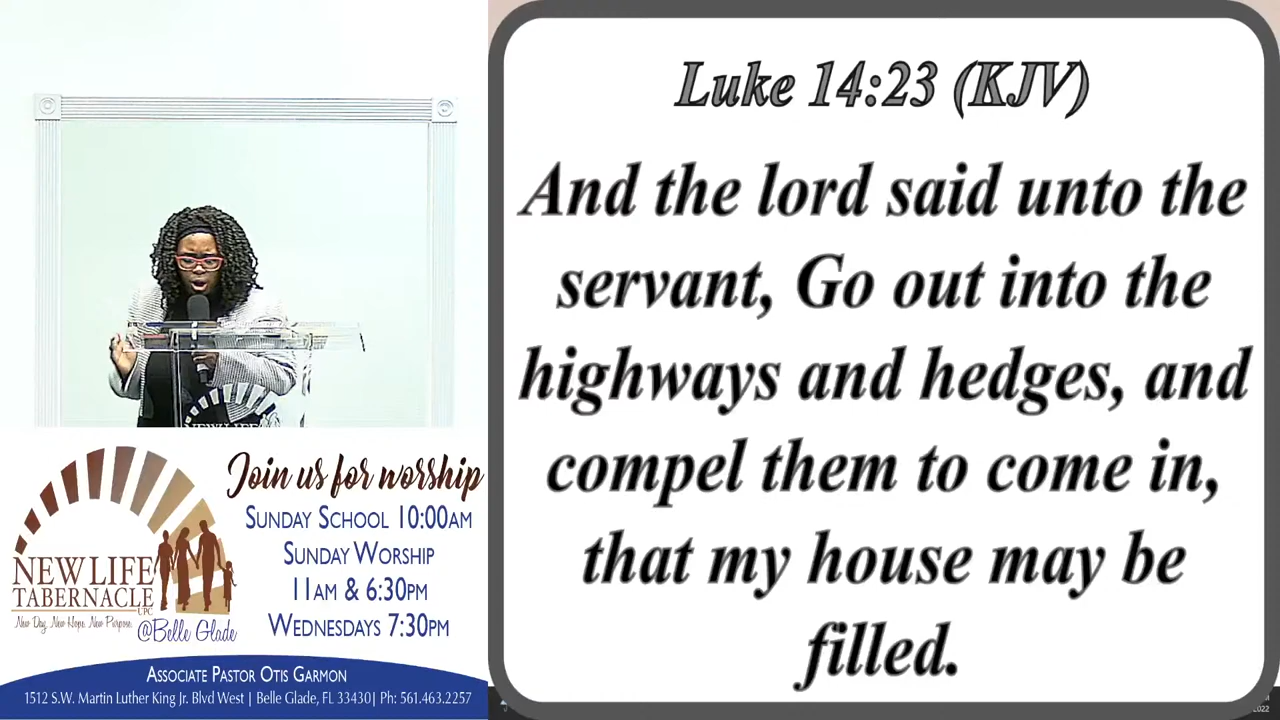 Luke 14:23 (KJV)
And the lord said unto the
servant, Go out into the
highways and hedges, and
compel them to come in,
that my house may be
filled.
Join us for worship
SUNDAY SCHOOL 10:00AM
SUNDAY WORSHIP
11AM & 6:30PM
WEDNESDAYS 7:30PM
NEW LIFE
TABERNACLE
UPC
New Day. New Hope. New Purpose.
@Belle Glade
ASSOCIATE PASTOR OTIS GARMON
1512 S.W. Martin Luther King Jr. Blvd West | Belle Glade, FL 33430| Ph: 561.463.2257